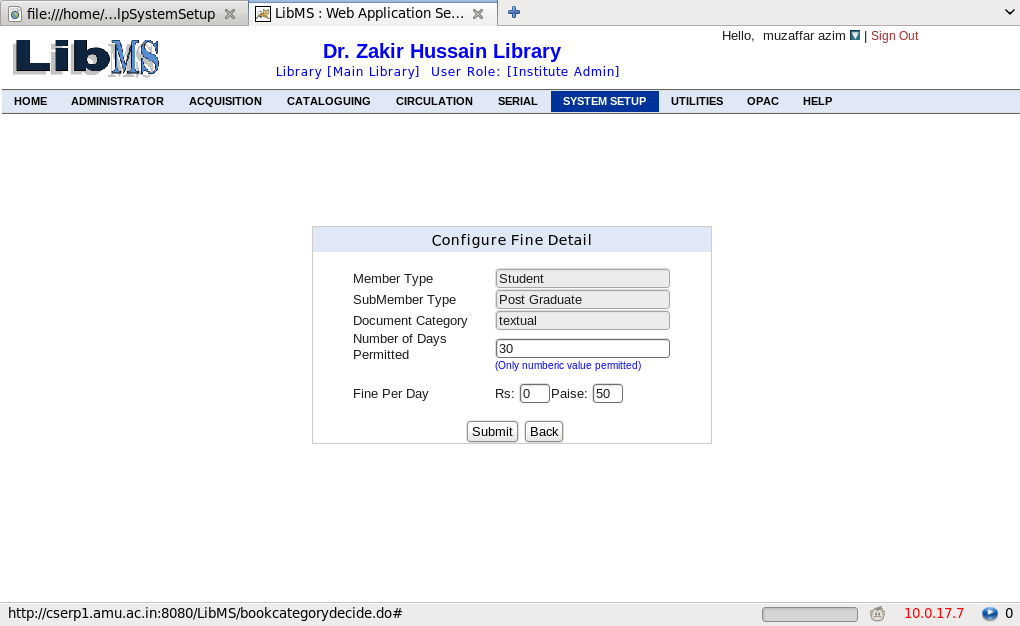 file:///home/...lpSystemSetup
LibMS : Web Application Se...
LibMS
Dr. Zakir Hussain Library
Library [Main Library] User Role: [Institute Admin]
Hello, muzaffar azim | Sign Out
HOME ADMINISTRATOR ACQUISITION CATALOGUING CIRCULATION SERIAL SYSTEM SETUP UTILITIES OPAC HELP
Configure Fine Detail
Member Type Student
SubMember Type Post Graduate
Document Category textual
Number of Days
Permitted
30
(Only numberic value permitted)
Fine Per Day Rs: 0 Paise: 50
Submit Back
http://cserp1.amu.ac.in:8080/LibMS/bookcategorydecide.do# 10.0.17.7 0